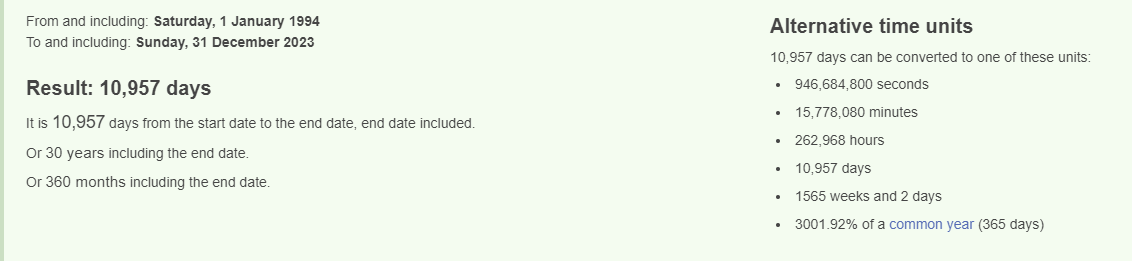 From and including: Saturday, 1 January 1994
To and including: Sunday, 31 December 2023
Result: 10,957 days
It is 10,957 days from the start date to the end date, end date included.
Or 30 years including the end date.
Or 360 months including the end date.
Alternative time units
10,957 days can be converted to one of these units:
• 946,684,800 seconds
• 15,778,080 minutes
• 262,968 hours
• 10,957 days
• 1565 weeks and 2 days
• 3001.92% of a common year (365 days)